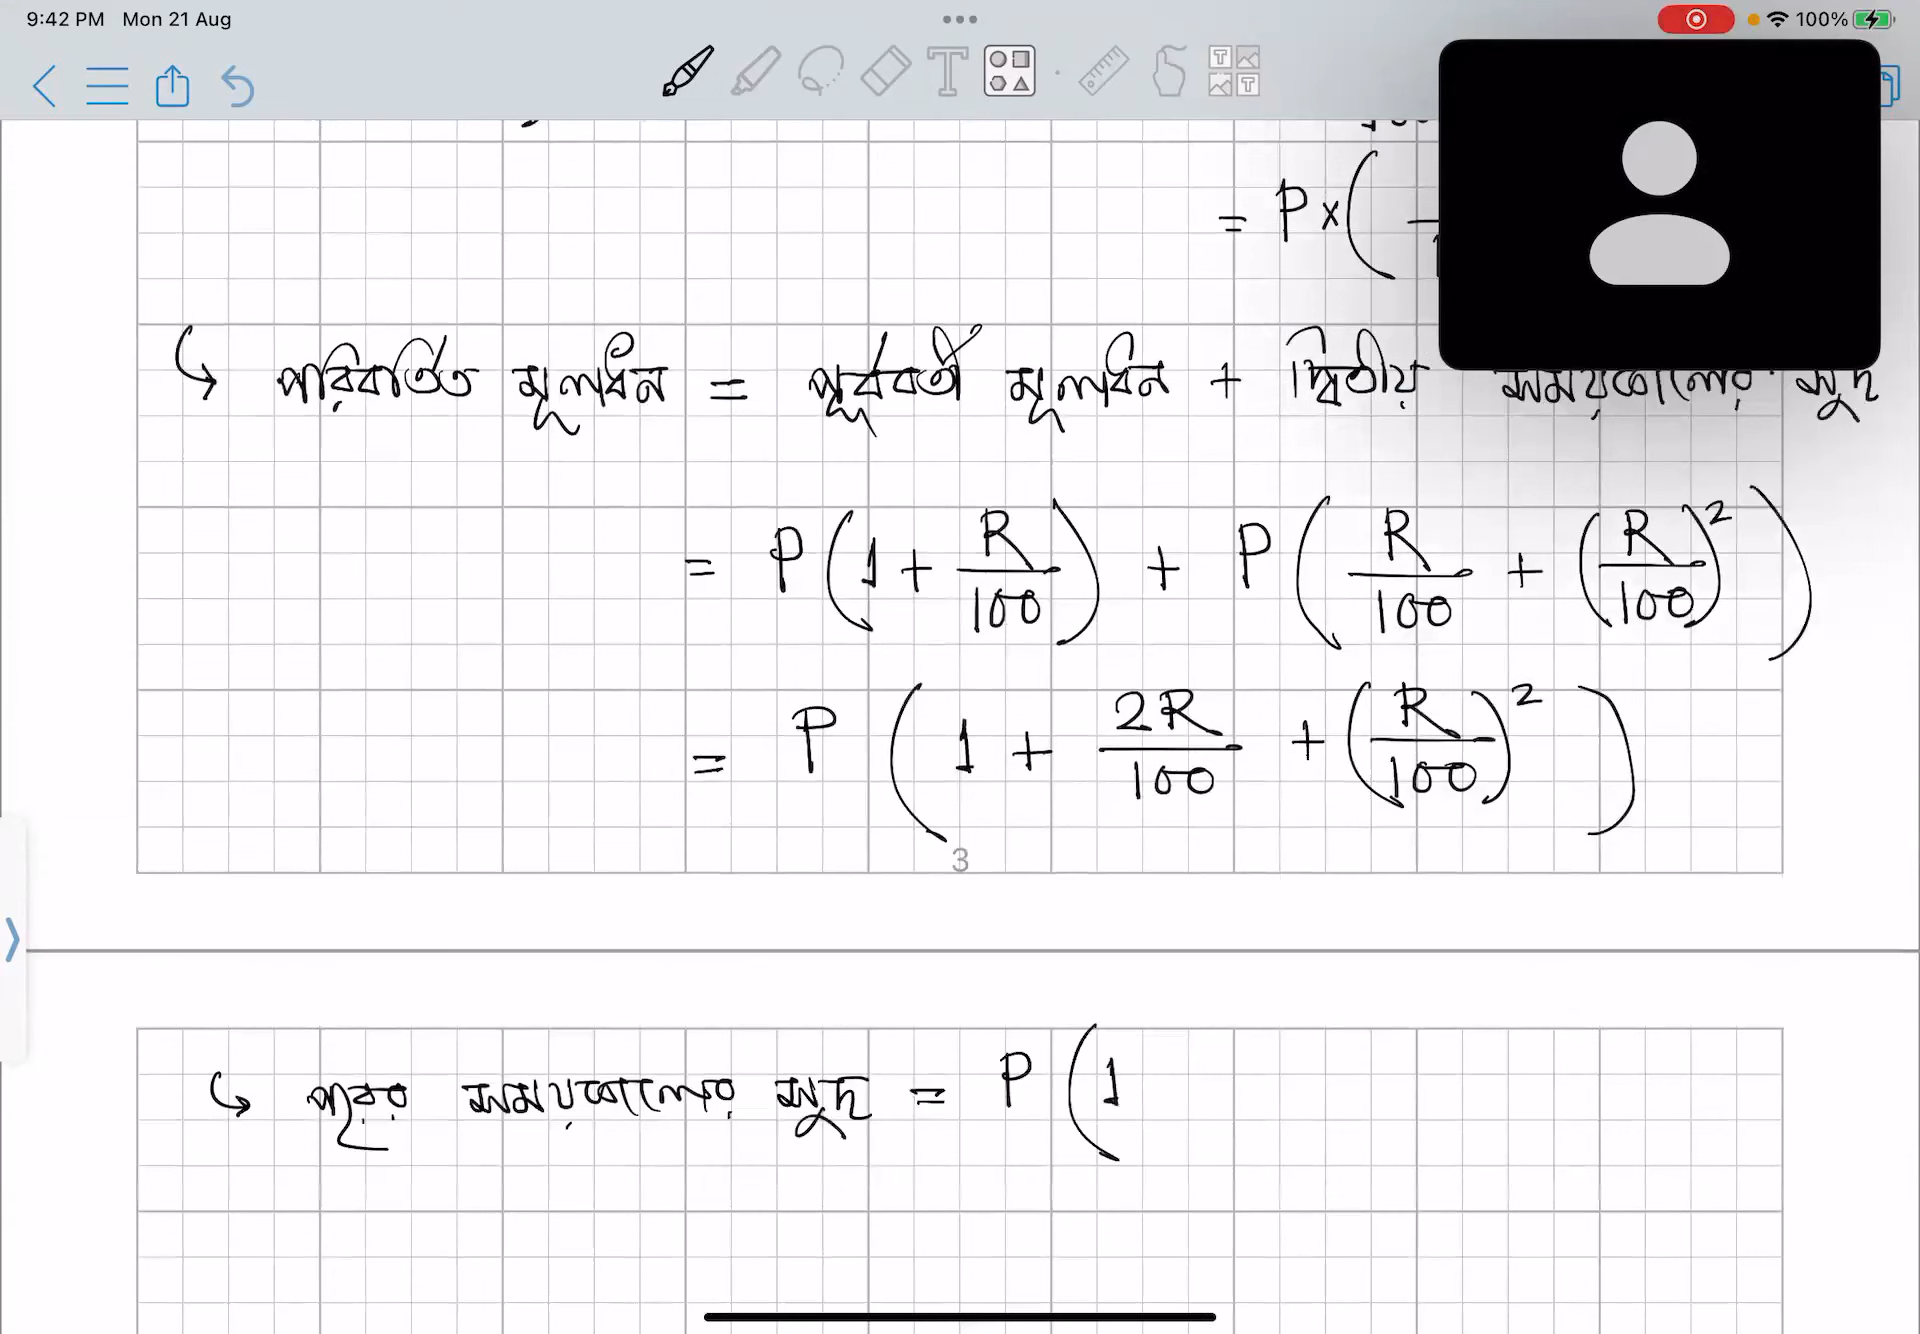 9:42 PM Mon 21 Aug
100%
= P × (
↳ পরিবর্তিত মূলধন = পূর্ববর্তী মূলধন + দ্বিতীয় সময়কালের সুদ
= P (1 + R/100) + P (R/100 + (R/100)²)
= P (1 + 2R/100 + (R/100)²)
3
↳ পরের সময়কালের সুদ = P (1